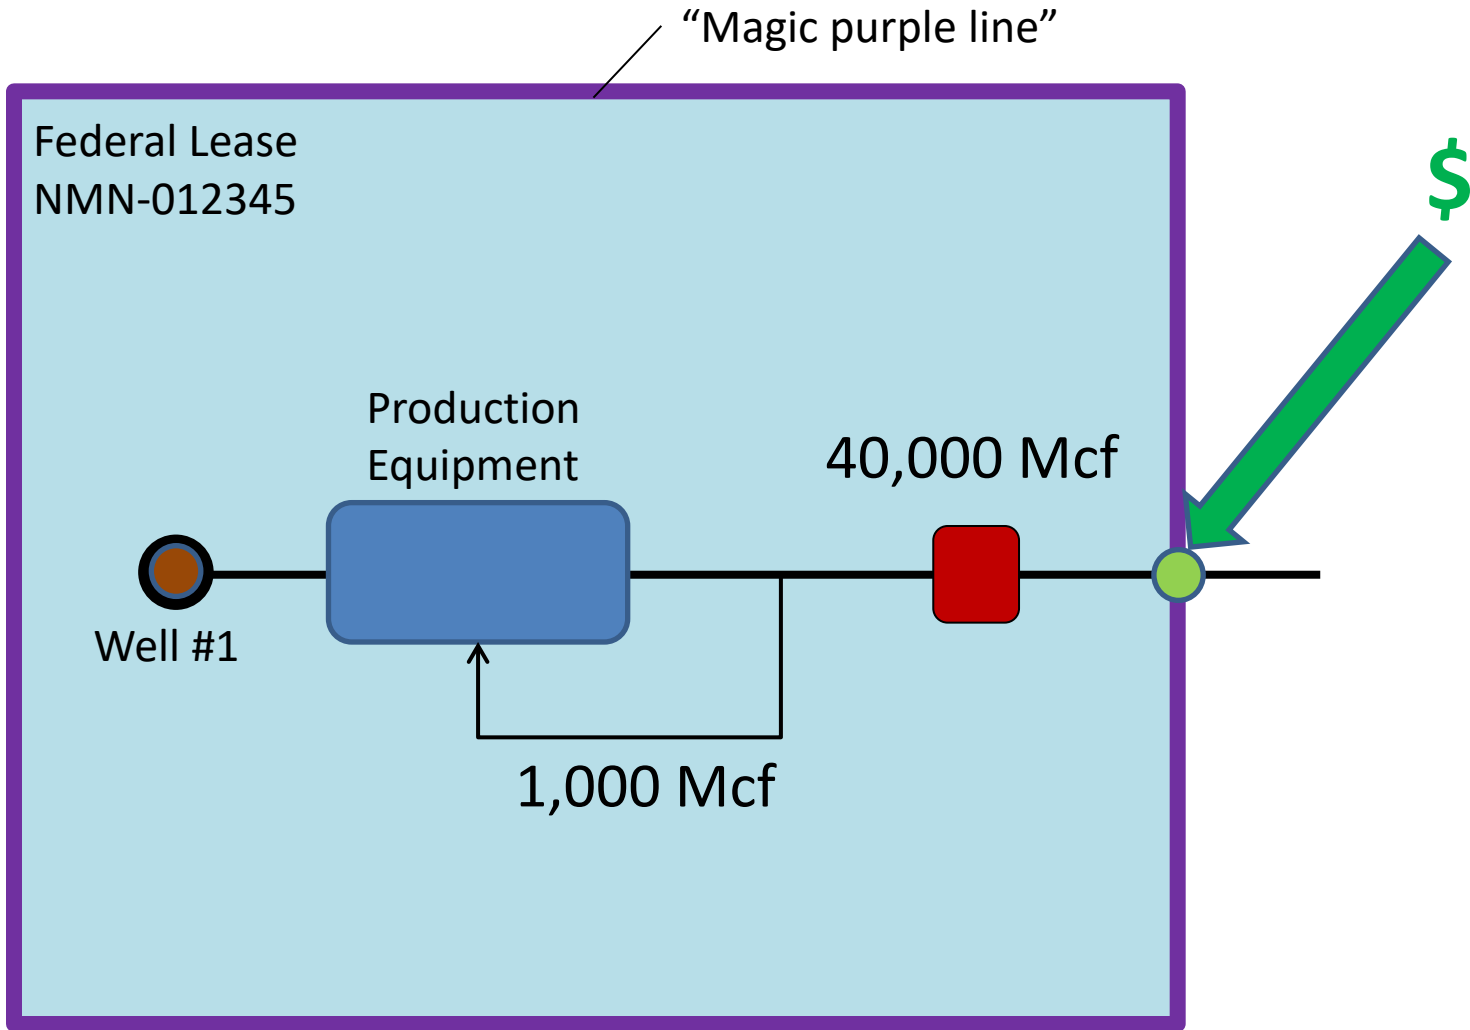 “Magic purple line”
Federal Lease
NMN-012345
$
Production
Equipment
40,000 Mcf
Well #1
1,000 Mcf